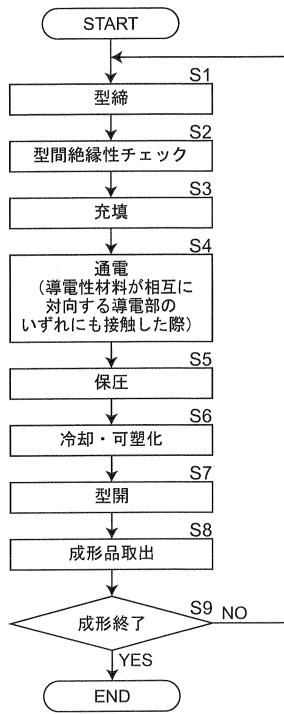 START
S1
型締
S2
型間絶縁性チェック
S3
充填
S4
通電
(導電性材料が相互に
対向する導電部の
いずれにも接触した際)
S5
保圧
S6
冷却・可塑化
S7
型開
S8
成形品取出
S9
成形終了
NO
YES
END